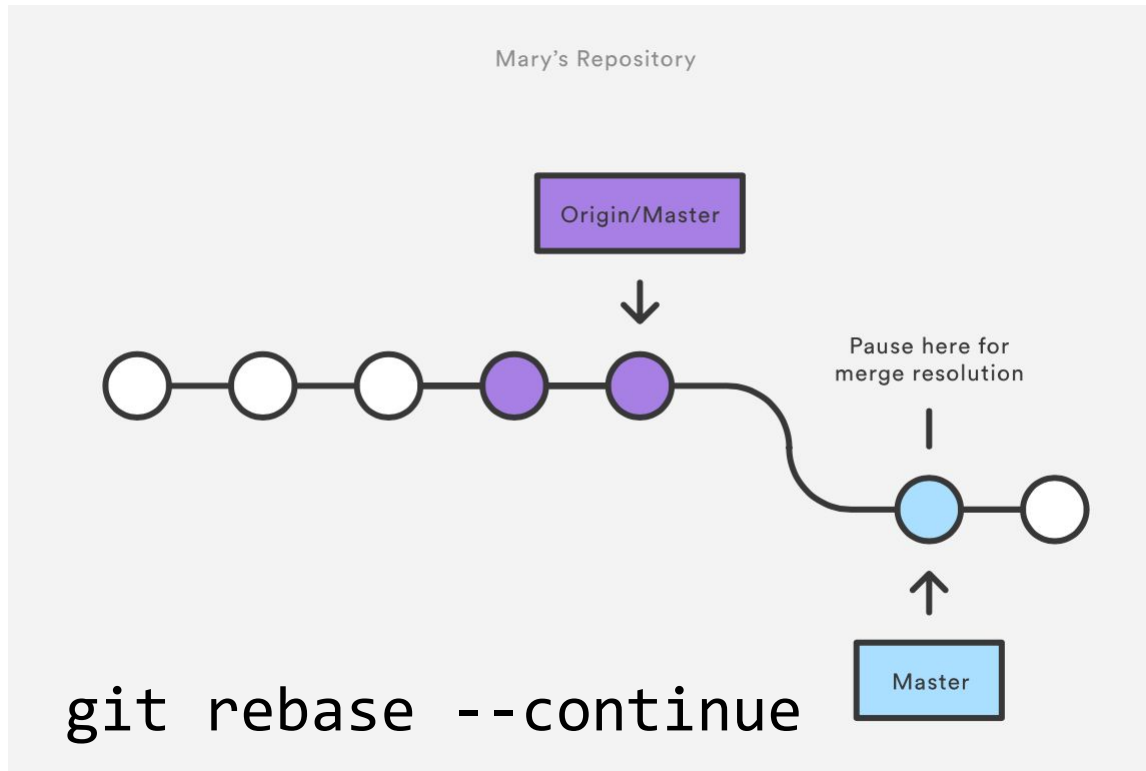 Mary’s Repository
Origin/Master
Pause here for
merge resolution
Master
git rebase --continue